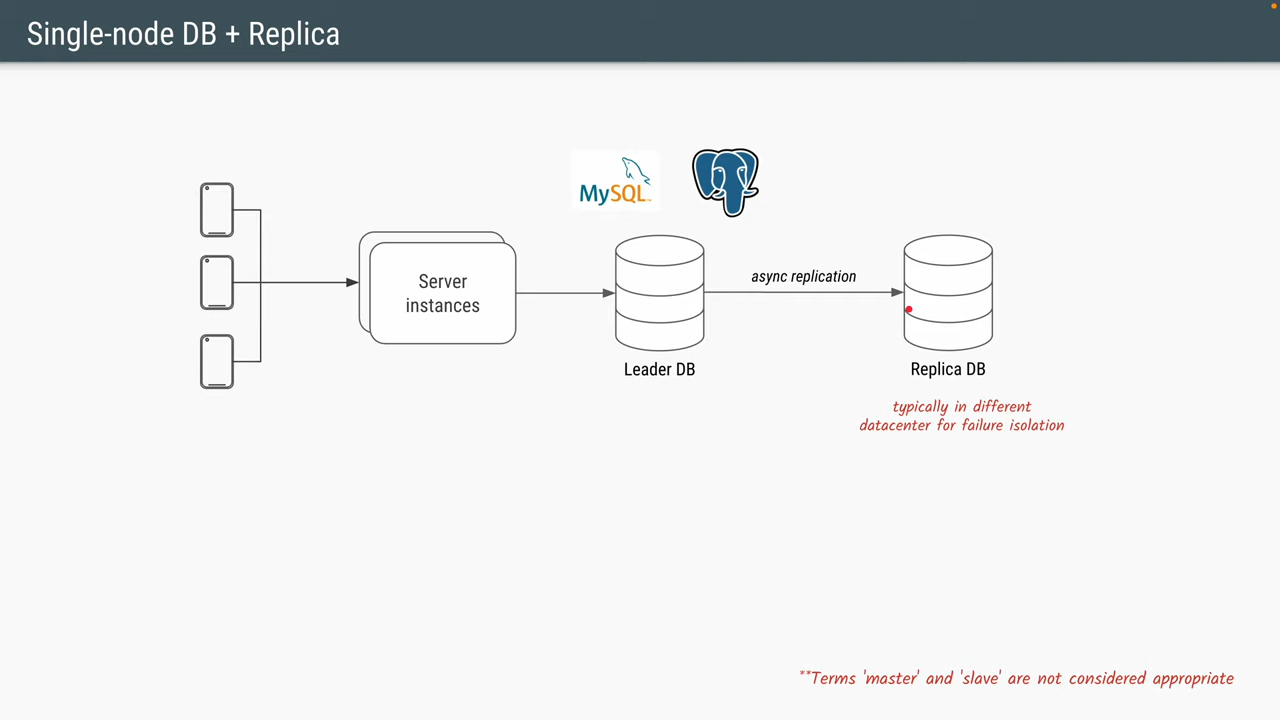 Single-node DB + Replica
MySQL™
Server
instances
async replication
Leader DB
Replica DB
typically in different
datacenter for failure isolation
**Terms 'master' and 'slave' are not considered appropriate